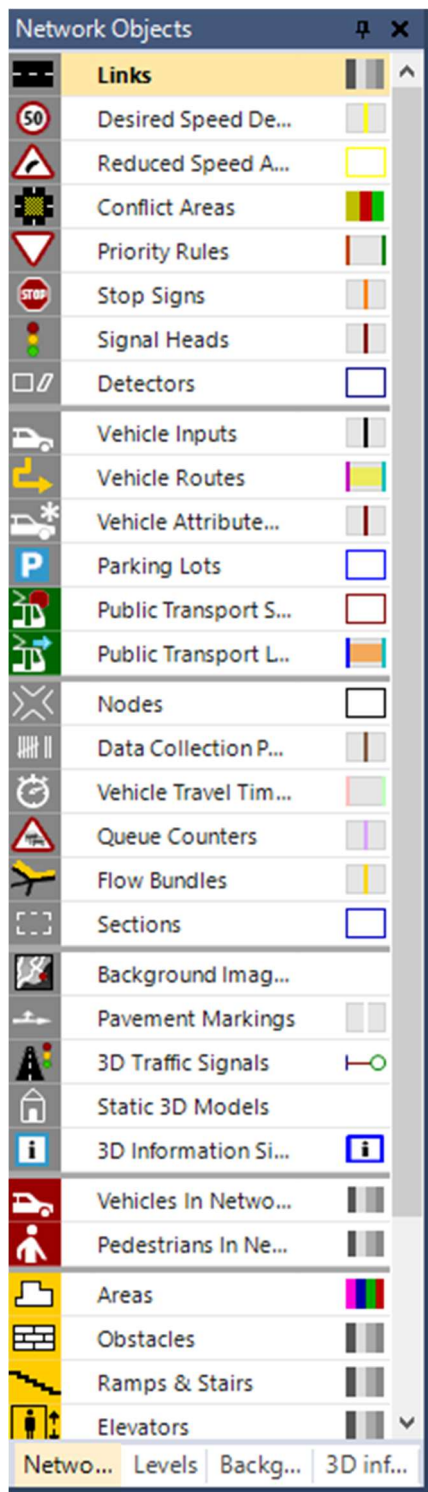 Network Objects
Links
50 Desired Speed De...
Reduced Speed A...
Conflict Areas
Priority Rules
STOP Stop Signs
Signal Heads
Detectors
Vehicle Inputs
Vehicle Routes
Vehicle Attribute...
P Parking Lots
Public Transport S...
Public Transport L...
Nodes
Data Collection P...
Vehicle Travel Tim...
Queue Counters
Flow Bundles
Sections
Background Imag...
Pavement Markings
3D Traffic Signals
Static 3D Models
i 3D Information Si... i
Vehicles In Netwo...
Pedestrians In Ne...
Areas
Obstacles
Ramps & Stairs
Elevators
Netwo... Levels Backg... 3D inf...